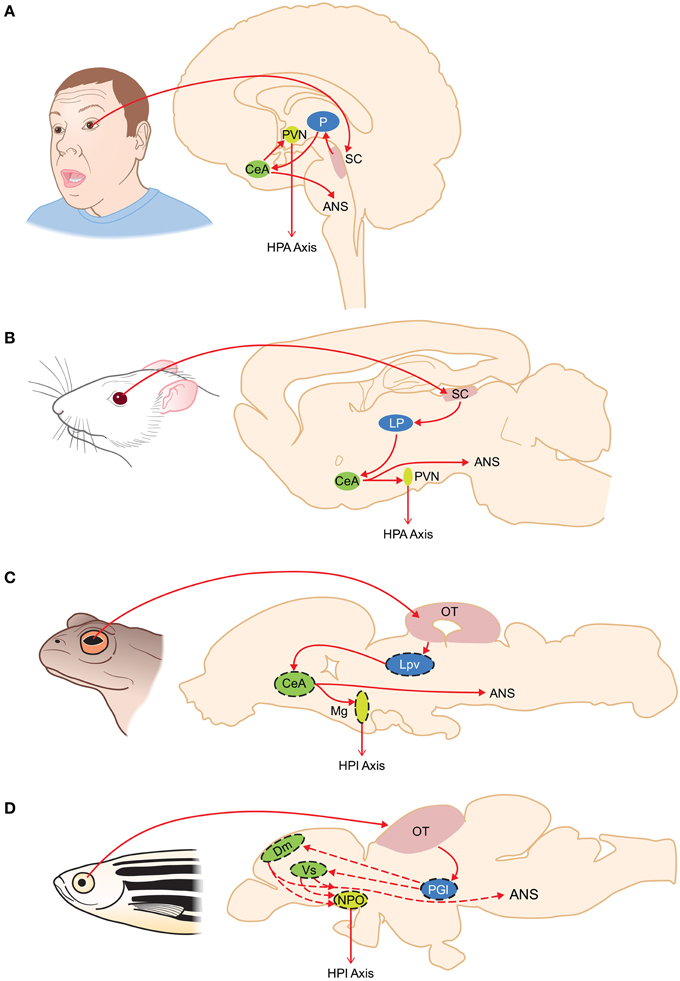 A
P
PVN
SC
CeA
ANS
HPA Axis
B
SC
LP
ANS
CeA
PVN
HPA Axis
C
OT
Lpv
CeA
ANS
Mg
HPI Axis
D
OT
Dm
Vs
PGl
ANS
NPO
HPI Axis